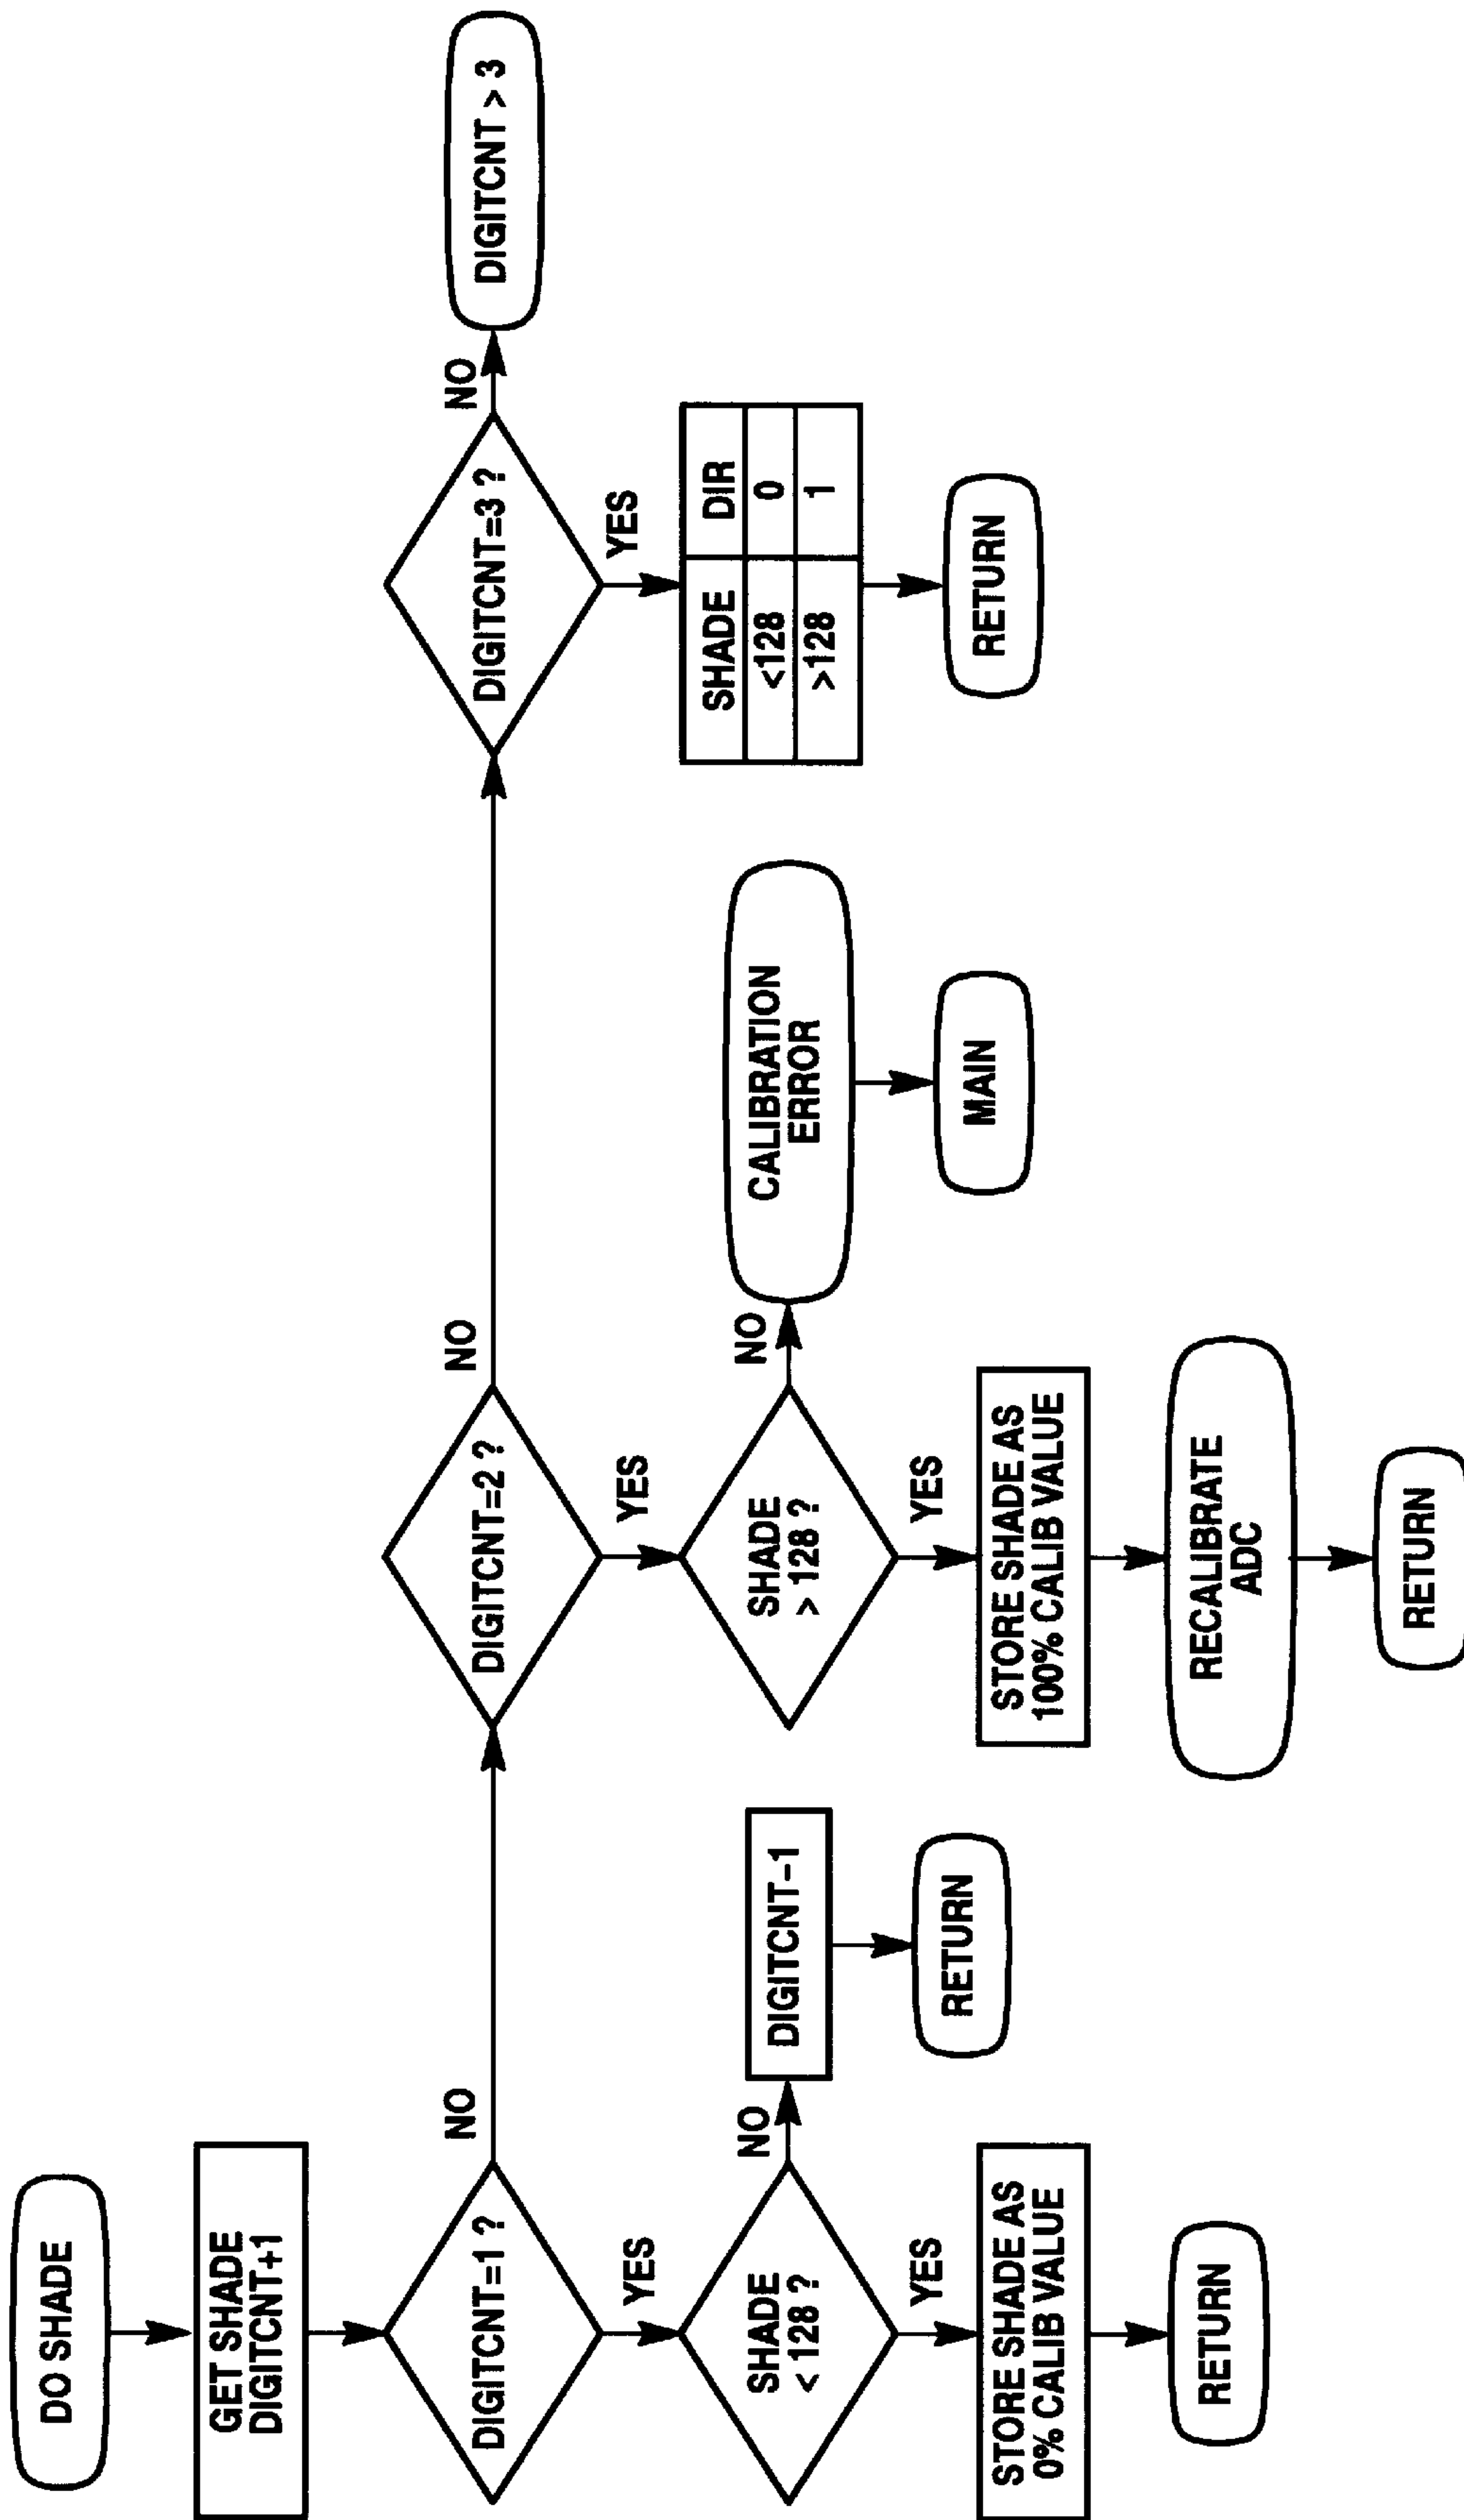 DO SHADE
GET SHADE
DIGITCNT+1
DIGITCNT=1 ?
NO
YES
SHADE
< 128 ?
NO
DIGITCNT-1
RETURN
YES
STORE SHADE AS
0% CALIB VALUE
RETURN
DIGITCNT=2 ?
NO
YES
SHADE
> 128 ?
NO
CALIBRATION
ERROR
MAIN
YES
STORE SHADE AS
100% CALIB VALUE
RECALIBRATE
ADC
RETURN
DIGITCNT=3 ?
NO
DIGITCNT > 3
YES
SHADE DIR
<128 0
>128 1
RETURN